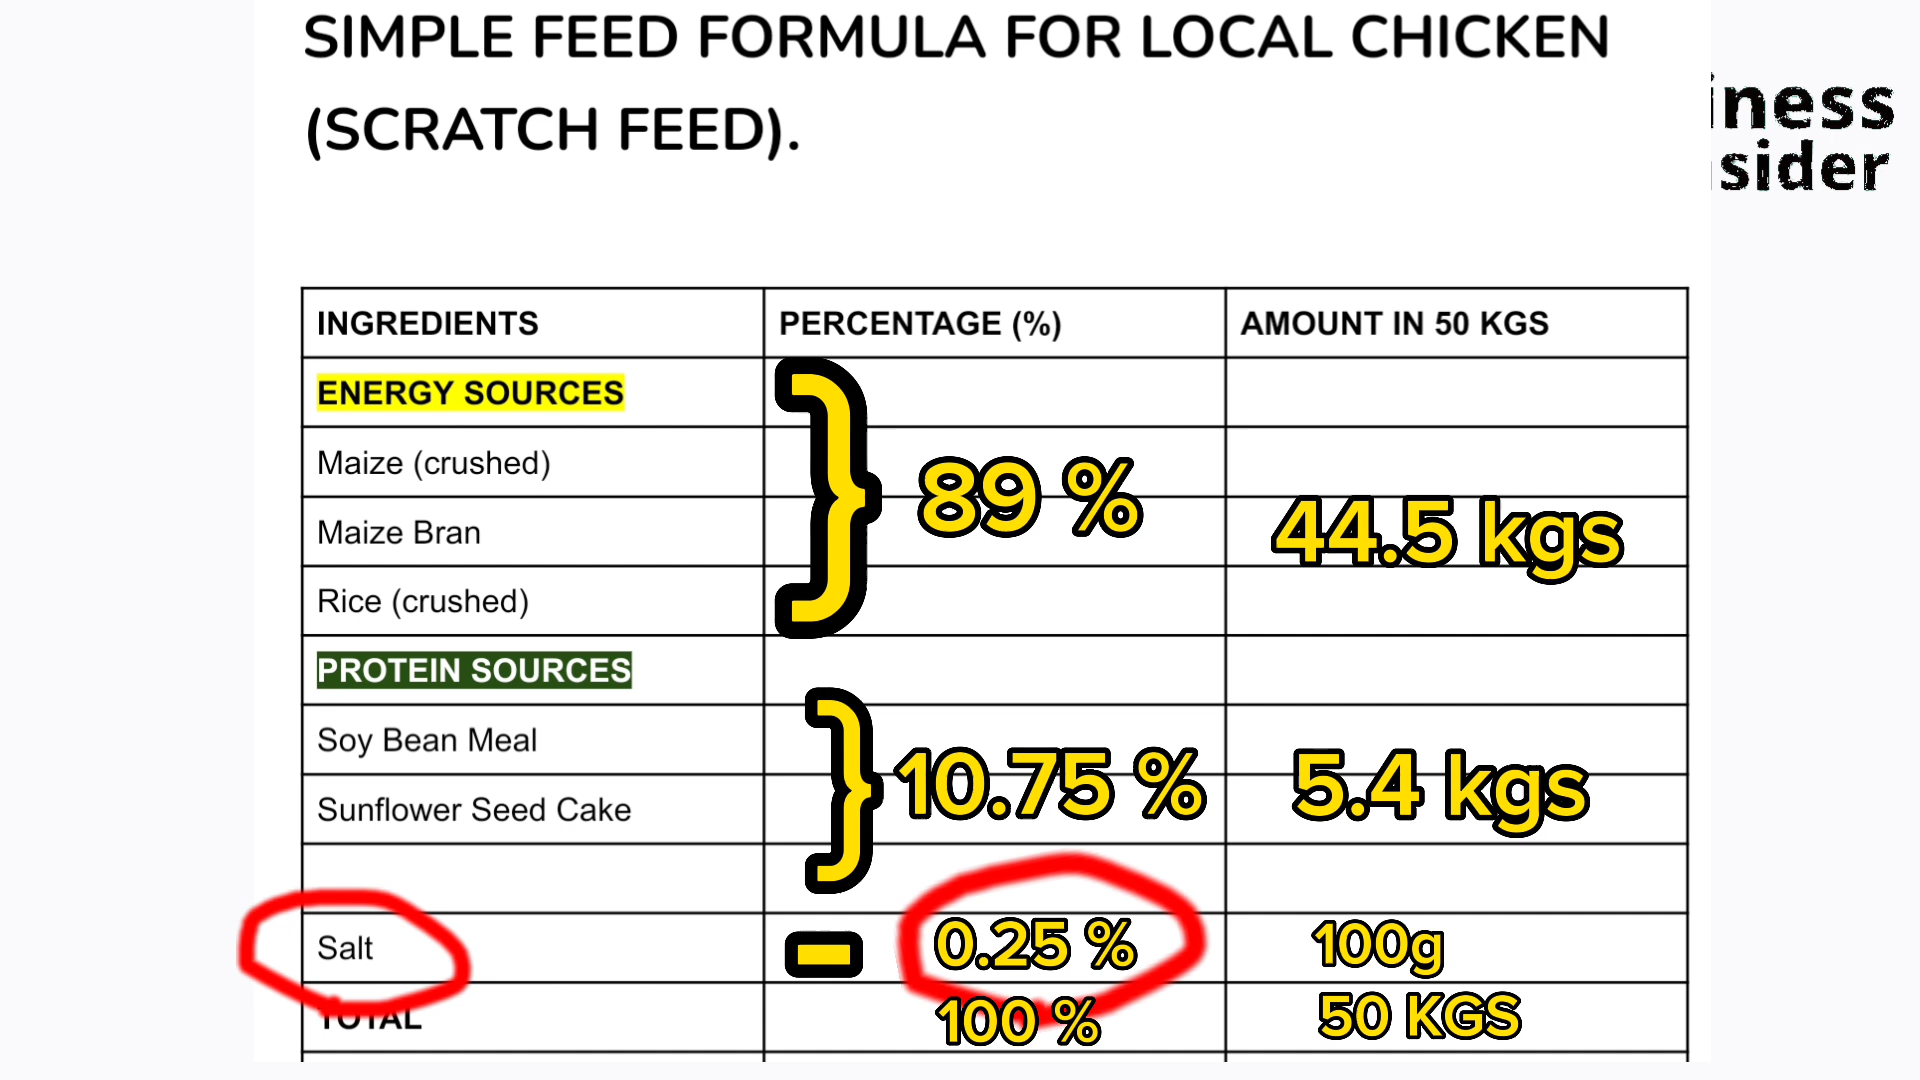 SIMPLE FEED FORMULA FOR LOCAL CHICKEN
(SCRATCH FEED).
iness
sider
INGREDIENTS PERCENTAGE (%) AMOUNT IN 50 KGS
ENERGY SOURCES
Maize (crushed)
89 %
Maize Bran
44.5 kgs
Rice (crushed)
PROTEIN SOURCES
Soy Bean Meal
10.75 % 5.4 kgs
Sunflower Seed Cake
Salt - 0.25 % 100g
TOTAL 100 % 50 KGS